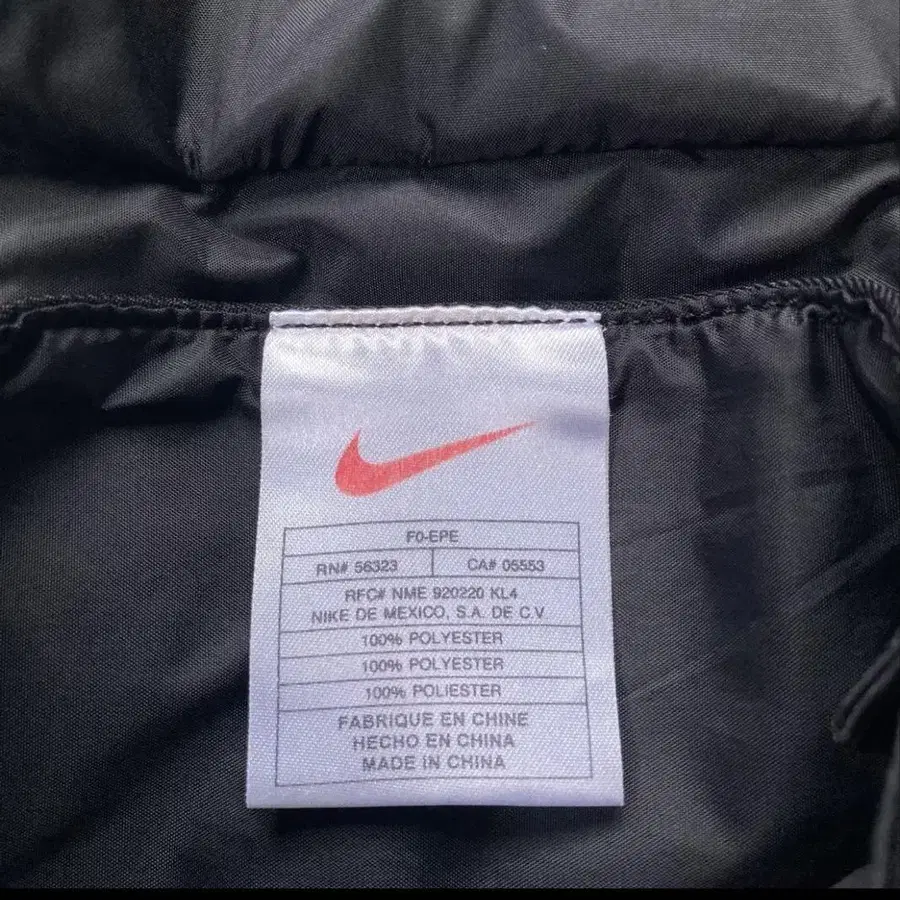 F0-EPE
RN# 56323 CA# 05553
RFC# NME 920220 KL4
NIKE DE MEXICO, S.A. DE C.V
100% POLYESTER
100% POLYESTER
100% POLIESTER
FABRIQUE EN CHINE
HECHO EN CHINA
MADE IN CHINA